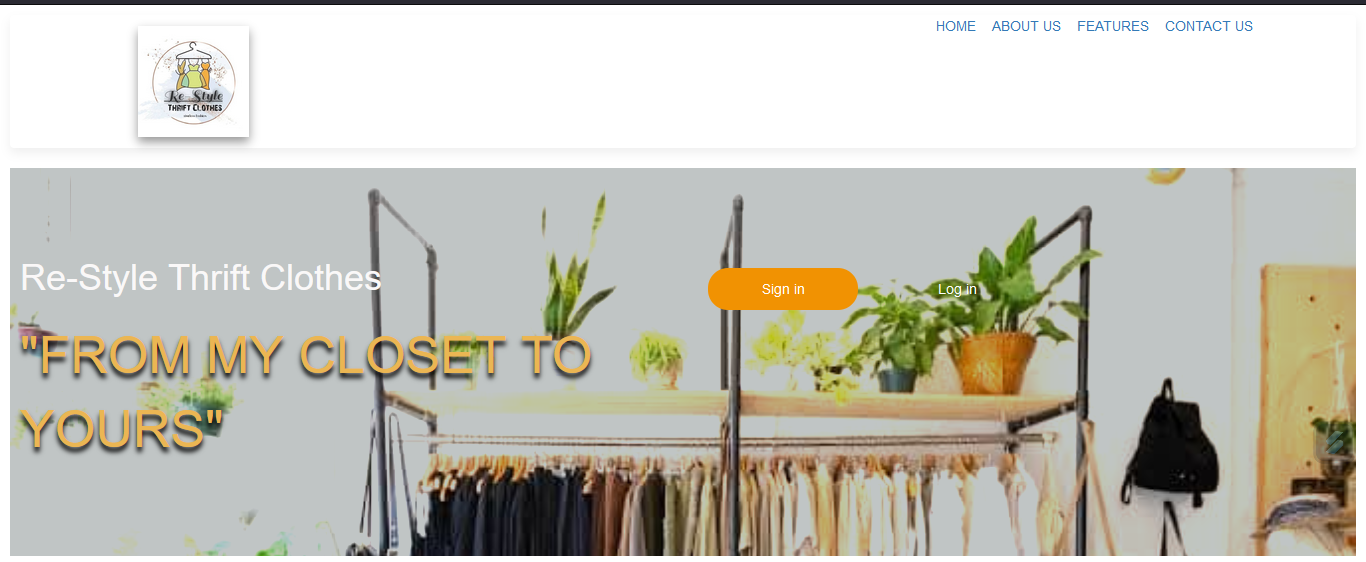 HOME ABOUT US FEATURES CONTACT US
Re-Style
THRIFT CLOTHES
Re-Style Thrift Clothes
Sign in
Log in
"FROM MY CLOSET TO
YOURS"